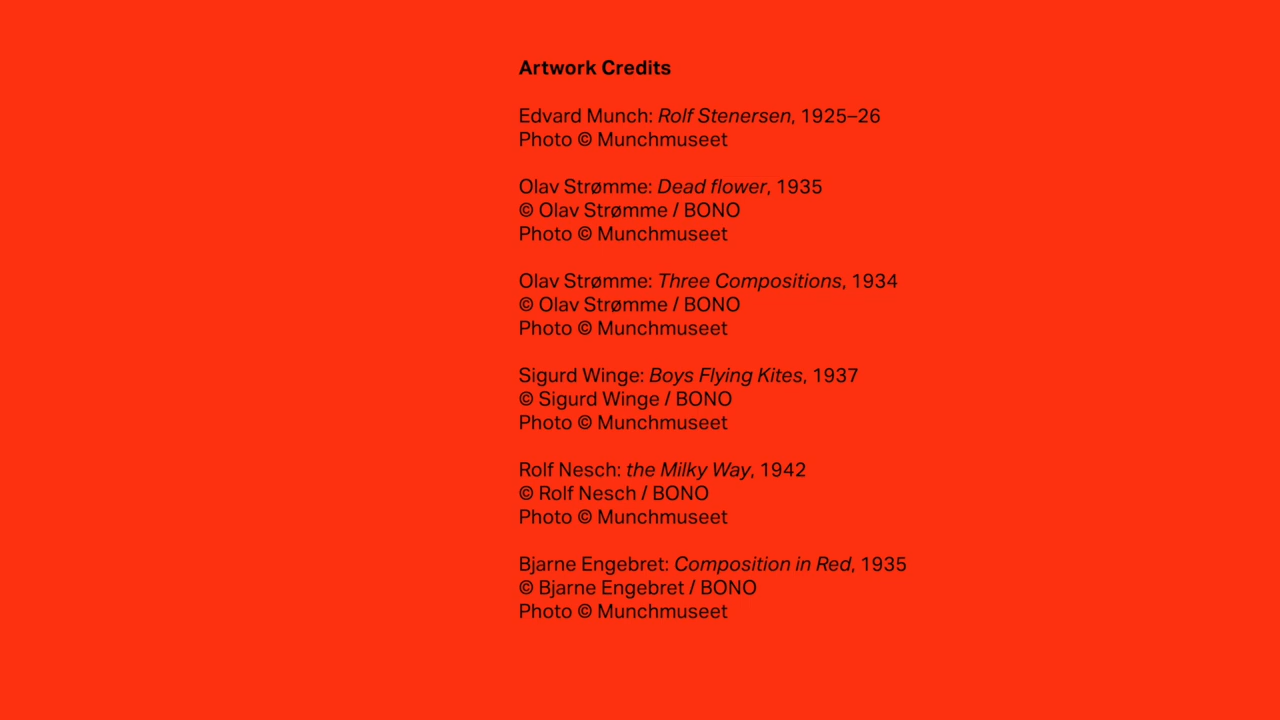 Artwork Credits
Edvard Munch: Rolf Stenersen, 1925–26
Photo © Munchmuseet
Olav Strømme: Dead flower, 1935
© Olav Strømme / BONO
Photo © Munchmuseet
Olav Strømme: Three Compositions, 1934
© Olav Strømme / BONO
Photo © Munchmuseet
Sigurd Winge: Boys Flying Kites, 1937
© Sigurd Winge / BONO
Photo © Munchmuseet
Rolf Nesch: the Milky Way, 1942
© Rolf Nesch / BONO
Photo © Munchmuseet
Bjarne Engebret: Composition in Red, 1935
© Bjarne Engebret / BONO
Photo © Munchmuseet